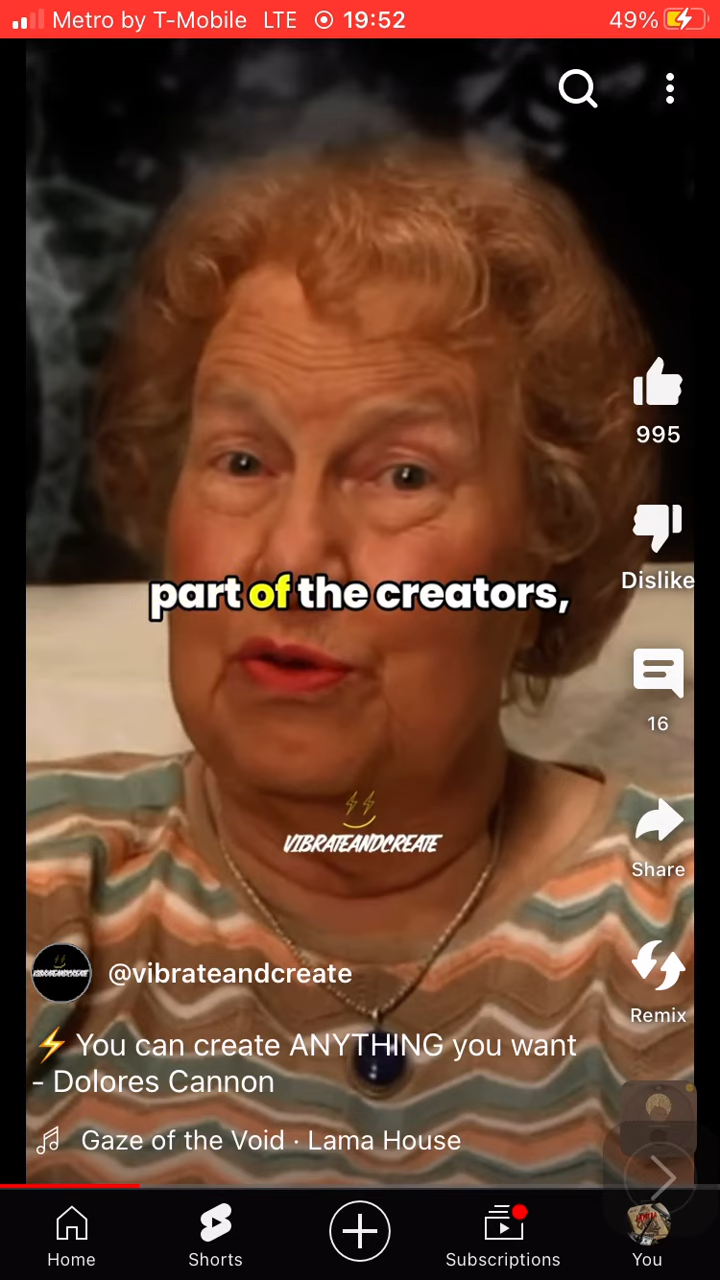 Metro by T-Mobile LTE 19:52 49%
995
Dislike
part of the creators,
16
VIBRATEANDCREATE
Share
@vibrateandcreate
Remix
⚡ You can create ANYTHING you want
- Dolores Cannon
Gaze of the Void · Lama House
Home Shorts Subscriptions You